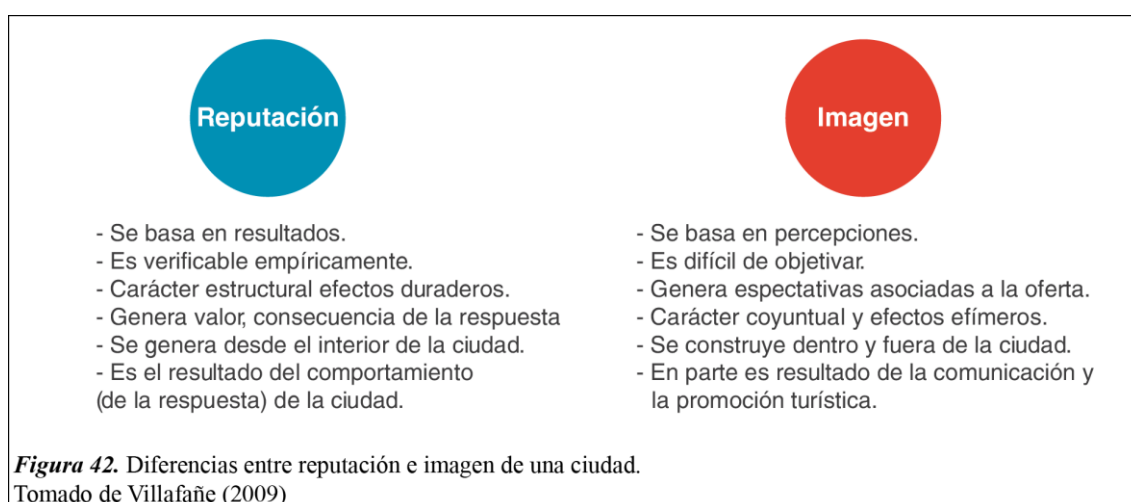 Reputación
- Se basa en resultados.
- Es verificable empíricamente.
- Carácter estructural efectos duraderos.
- Genera valor, consecuencia de la respuesta
- Se genera desde el interior de la ciudad.
- Es el resultado del comportamiento
(de la respuesta) de la ciudad.
Imagen
- Se basa en percepciones.
- Es difícil de objetivar.
- Genera espectativas asociadas a la oferta.
- Carácter coyuntual y efectos efímeros.
- Se construye dentro y fuera de la ciudad.
- En parte es resultado de la comunicación y
la promoción turística.
Figura 42. Diferencias entre reputación e imagen de una ciudad.
Tomado de Villafañe (2009)